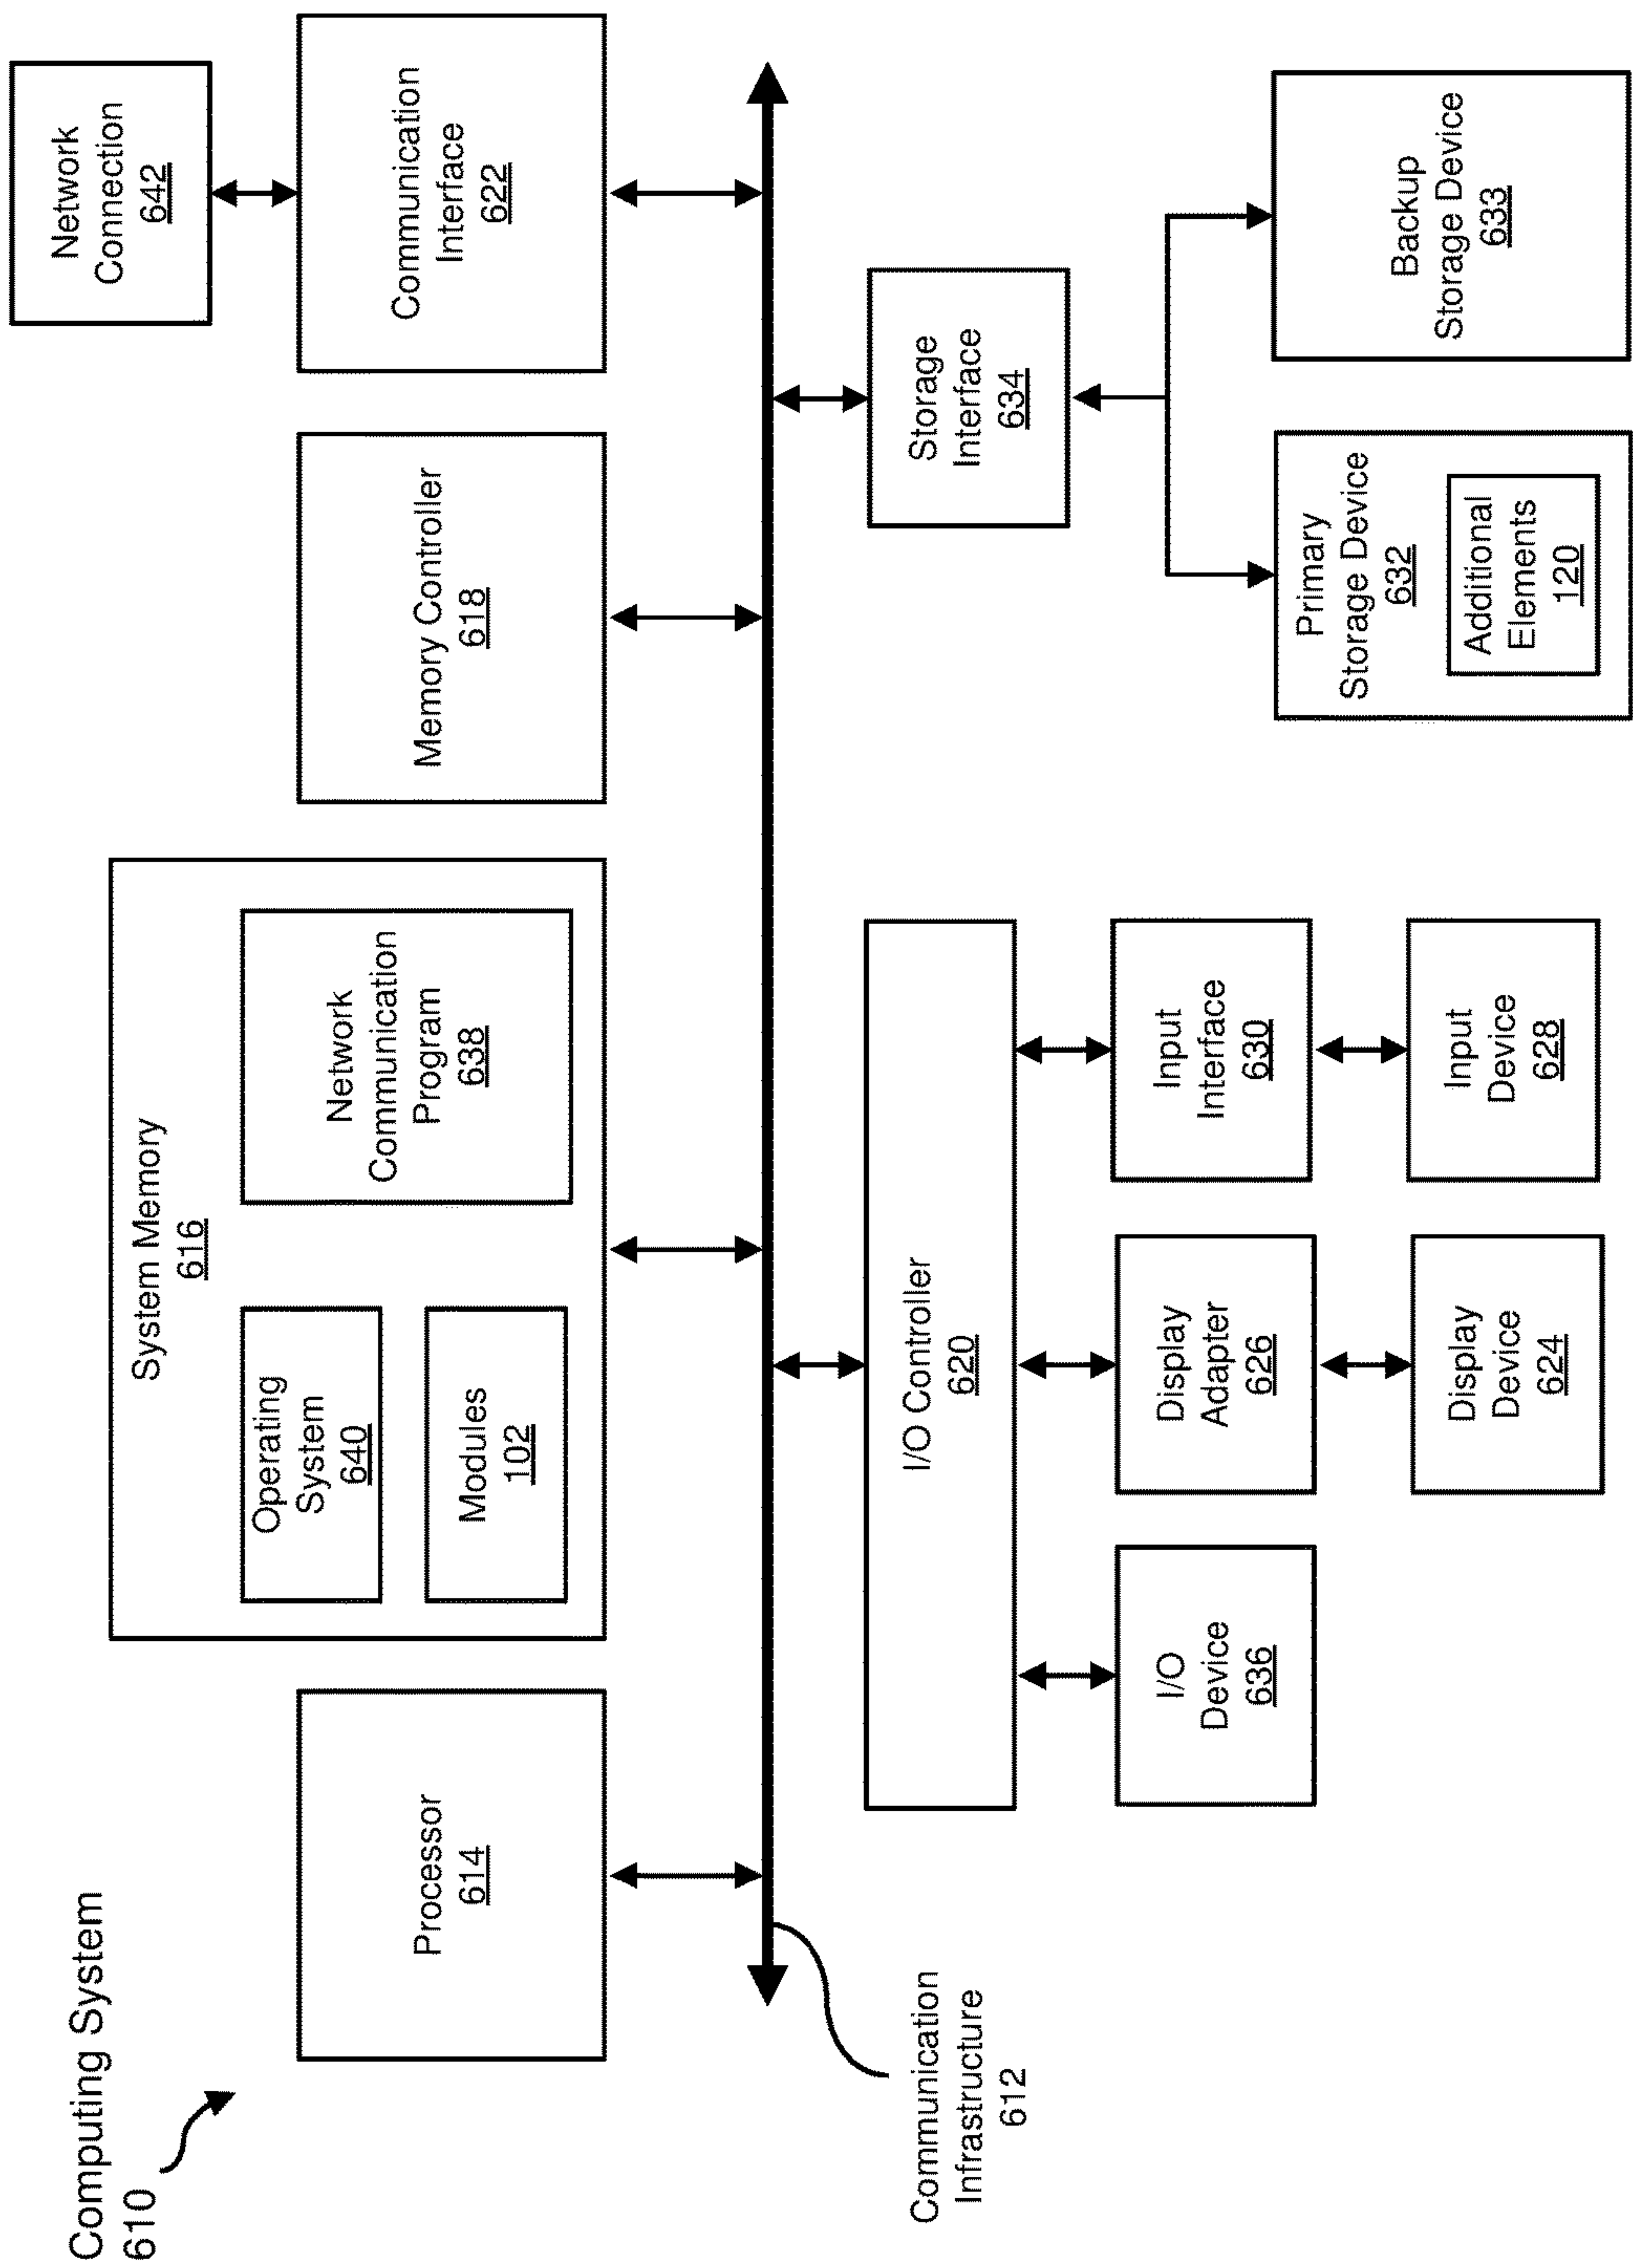 Computing System
610
Processor
614
System Memory
616
Operating
System
640
Modules
102
Network
Communication
Program
638
Memory Controller
618
Communication
Interface
622
Network
Connection
642
Communication
Infrastructure
612
I/O Controller
620
I/O
Device
636
Display
Adapter
626
Display
Device
624
Input
Interface
630
Input
Device
628
Storage
Interface
634
Primary
Storage Device
632
Additional
Elements
120
Backup
Storage Device
633